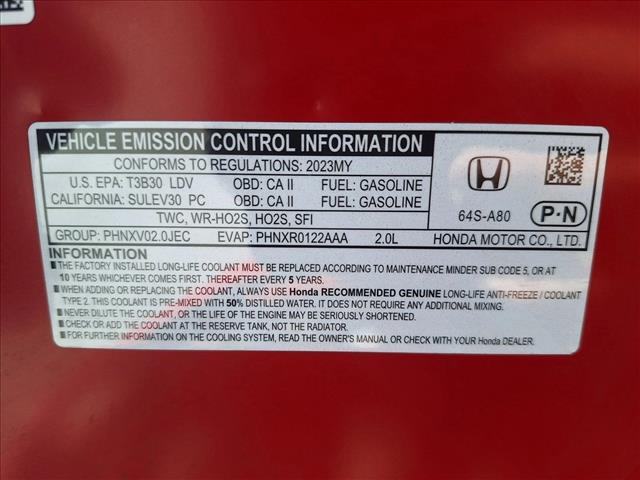 VEHICLE EMISSION CONTROL INFORMATION
CONFORMS TO REGULATIONS: 2023MY
U.S. EPA: T3B30 LDV OBD: CA II FUEL: GASOLINE
CALIFORNIA: SULEV30 PC OBD: CA II FUEL: GASOLINE
TWC, WR-HO2S, HO2S, SFI
64S-A80 P-N
GROUP: PHNXV02.0JEC EVAP: PHNXR0122AAA 2.0L HONDA MOTOR CO., LTD.
INFORMATION
■THE FACTORY INSTALLED LONG-LIFE COOLANT MUST BE REPLACED ACCORDING TO MAINTENANCE MINDER SUB CODE 5, OR AT
10 YEARS WHICHEVER COMES FIRST. THEREAFTER EVERY 5 YEARS.
■WHEN ADDING OR REPLACING THE COOLANT, ALWAYS USE Honda RECOMMENDED GENUINE LONG-LIFE ANTI-FREEZE / COOLANT
TYPE 2. THIS COOLANT IS PRE-MIXED WITH 50% DISTILLED WATER. IT DOES NOT REQUIRE ANY ADDITIONAL MIXING.
■NEVER DILUTE THE COOLANT, OR THE LIFE OF THE ENGINE MAY BE SERIOUSLY SHORTENED.
■CHECK OR ADD THE COOLANT AT THE RESERVE TANK, NOT THE RADIATOR.
■FOR FURTHER INFORMATION ON THE COOLING SYSTEM, READ THE OWNER'S MANUAL OR CHECK WITH YOUR Honda DEALER.